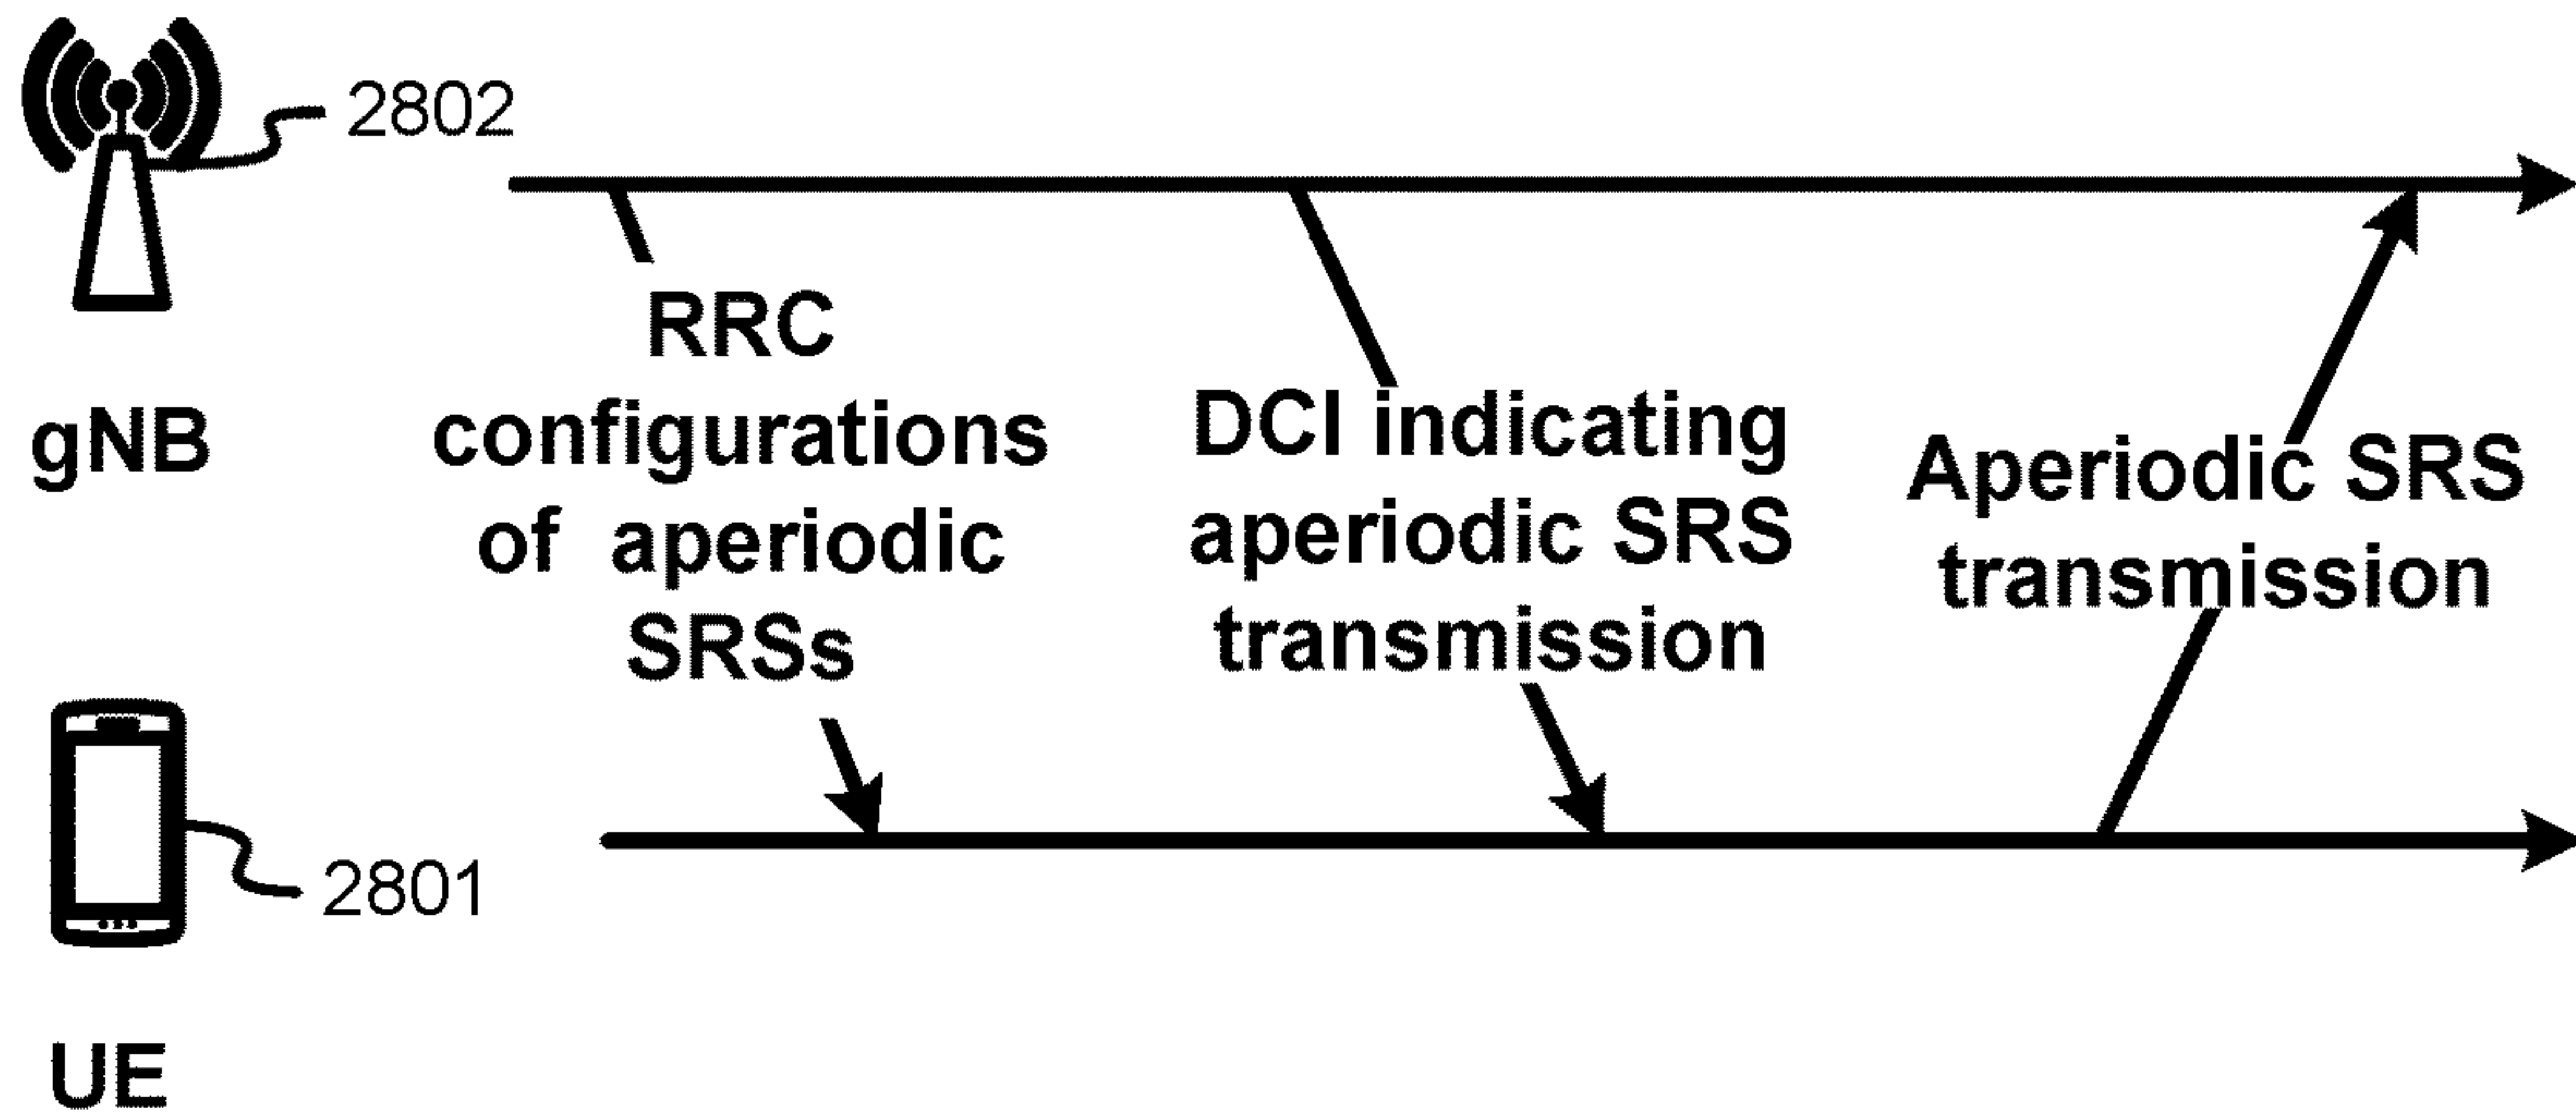 2802
gNB
RRC
configurations
of aperiodic
SRSs
DCI indicating
aperiodic SRS
transmission
Aperiodic SRS
transmission
2801
UE